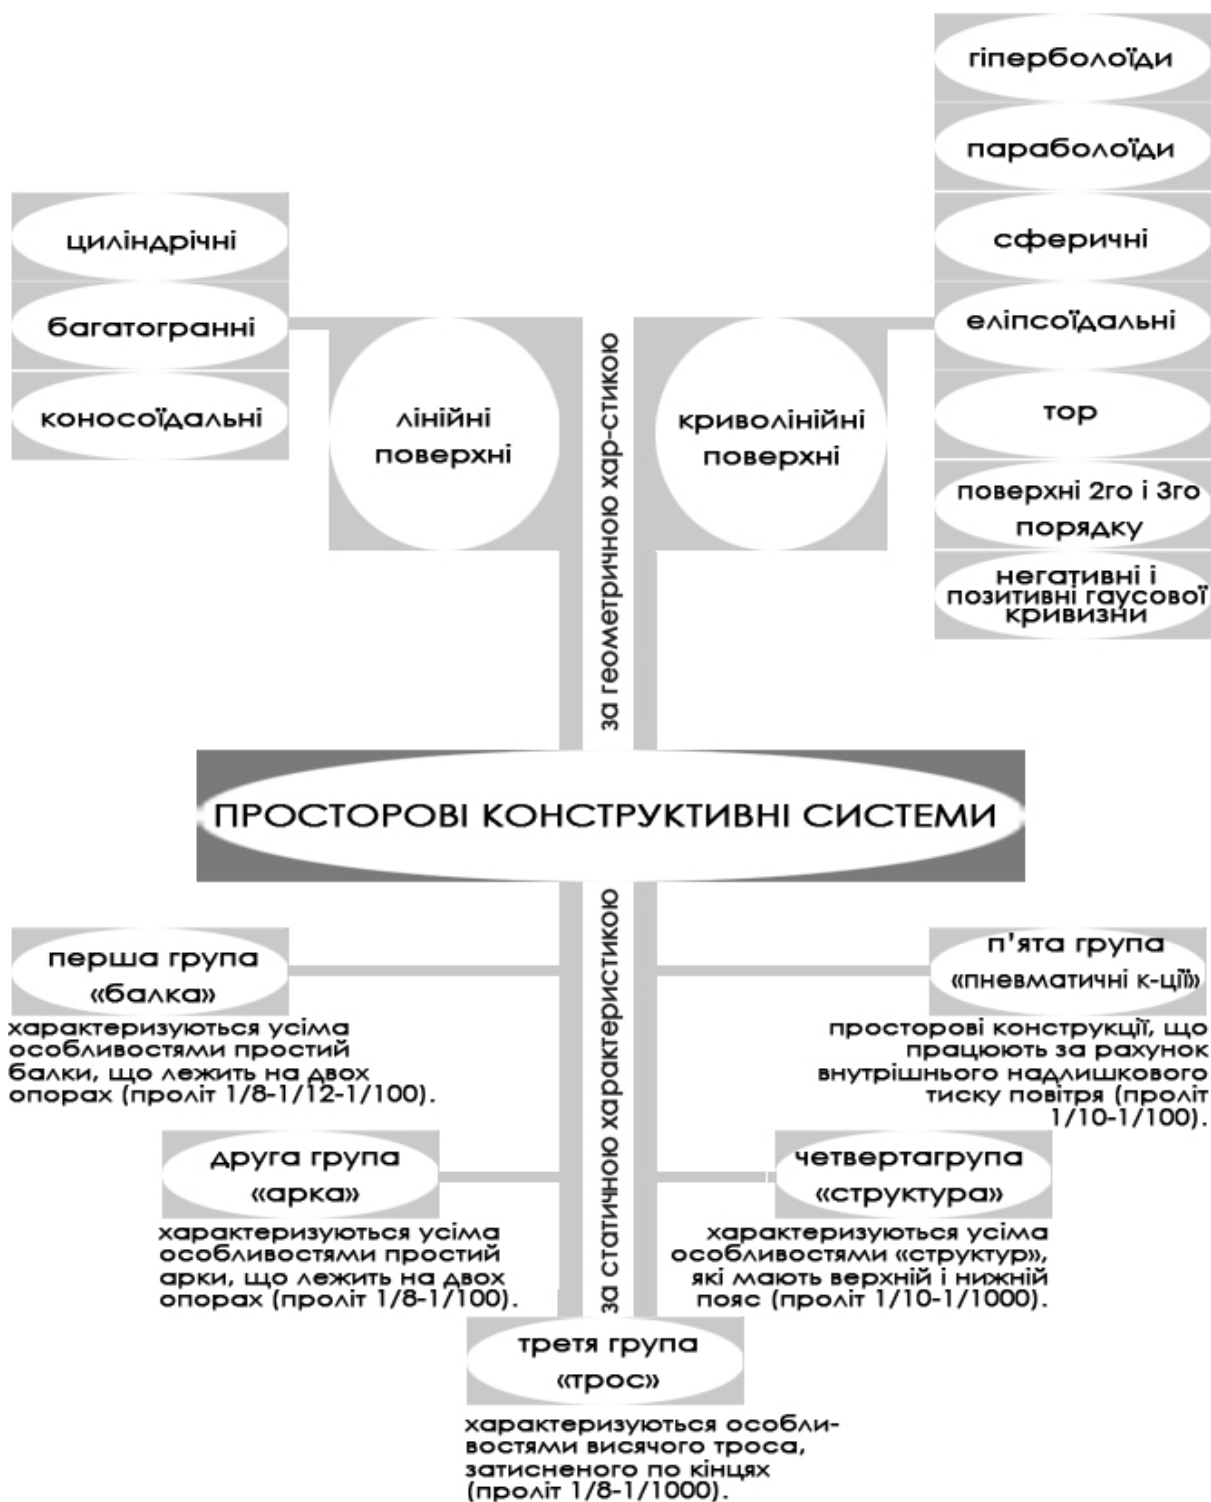 гіперболоїди
параболоїди
сферичні
еліпсоїдальні
тор
поверхні 2го і 3го
порядку
негативні і
позитивні гаусової
кривизни
циліндрічні
багатогранні
коносоїдальні
лінійні
поверхні
за геометричною хар-стикою
криволінійні
поверхні
ПРОСТОРОВІ КОНСТРУКТИВНІ СИСТЕМИ
за статичною характеристикою
перша група
«балка»
характеризуються усіма
особливостями простий
балки, що лежить на двох
опорах (проліт 1/8-1/12-1/100).
п'ята група
«пневматичні к-ції»
просторові конструкції, що
працюють за рахунок
внутрішнього надлишкового
тиску повітря (проліт
1/10-1/100).
друга група
«арка»
характеризуються усіма
особливостями простий
арки, що лежить на двох
опорах (проліт 1/8-1/100).
четвертагрупа
«структура»
характеризуються усіма
особливостями «структур»,
які мають верхній і нижній
пояс (проліт 1/10-1/1000).
третя група
«трос»
характеризуються особли-
востями висячого троса,
затисненого по кінцях
(проліт 1/8-1/1000).